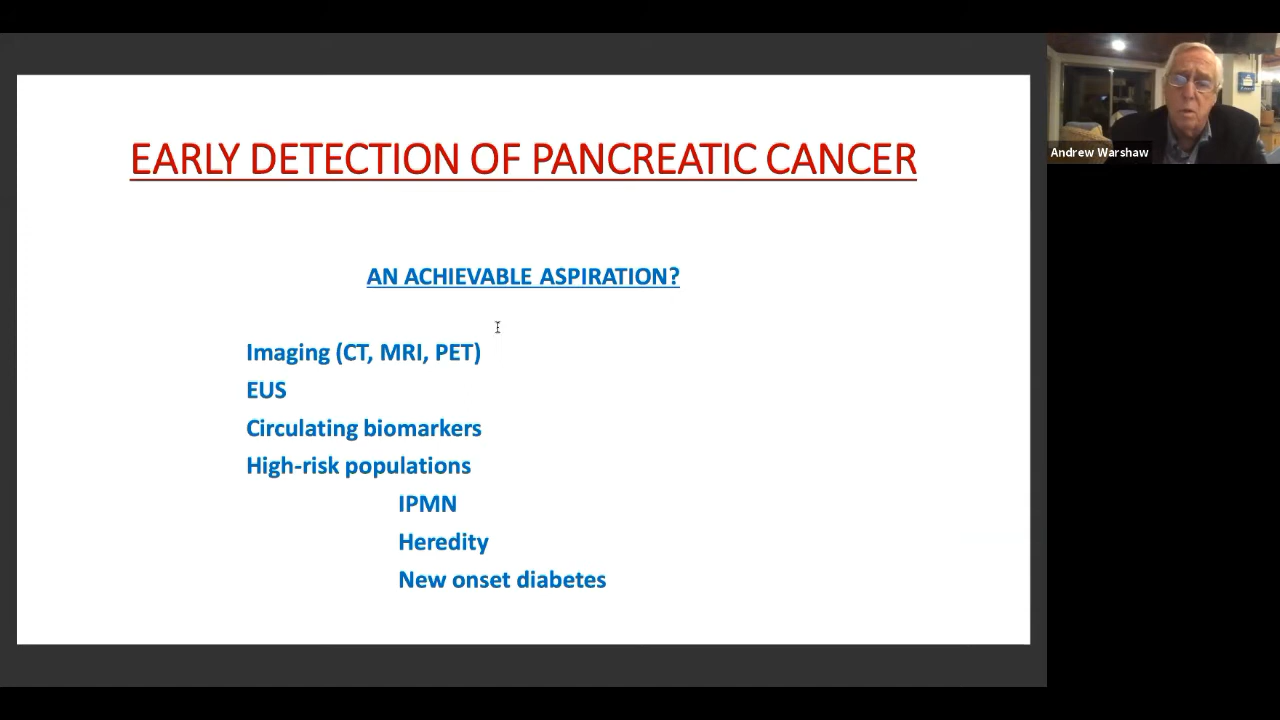 EARLY DETECTION OF PANCREATIC CANCER
AN ACHIEVABLE ASPIRATION?
Imaging (CT, MRI, PET)
EUS
Circulating biomarkers
High-risk populations
IPMN
Heredity
New onset diabetes
Andrew Warshaw